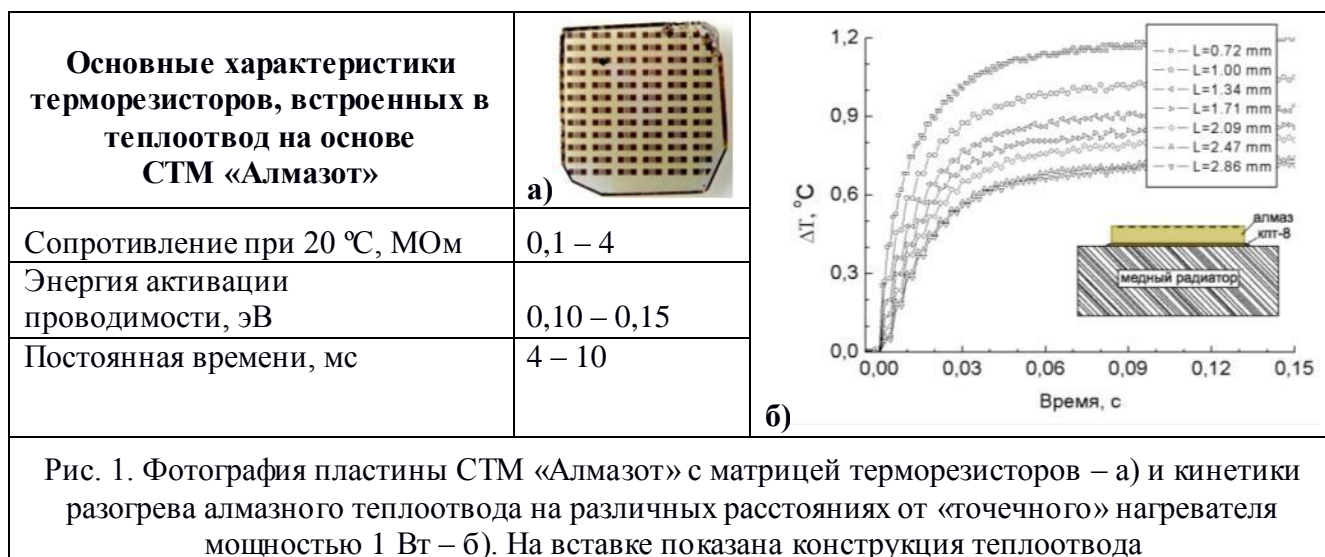 Основные характеристики
терморезисторов, встроенных в
теплоотвод на основе
СТМ «Алмазот»
а)
Сопротивление при 20 ℃, МОм
0,1 – 4
Энергия активации
проводимости, эВ
0,10 – 0,15
Постоянная времени, мс
4 – 10
1,2
0,9
0,6
0,3
0,0
ΔT, °C
0,00
0,03
0,06
0,09
0,12
0,15
Время, с
L=0.72 mm
L=1.00 mm
L=1.34 mm
L=1.71 mm
L=2.09 mm
L=2.47 mm
L=2.86 mm
алмаз
кпт-8
медный радиатор
б)
Рис. 1. Фотография пластины СТМ «Алмазот» с матрицей терморезисторов – а) и кинетики
разогрева алмазного теплоотвода на различных расстояниях от «точечного» нагревателя
мощностью 1 Вт – б). На вставке показана конструкция теплоотвода